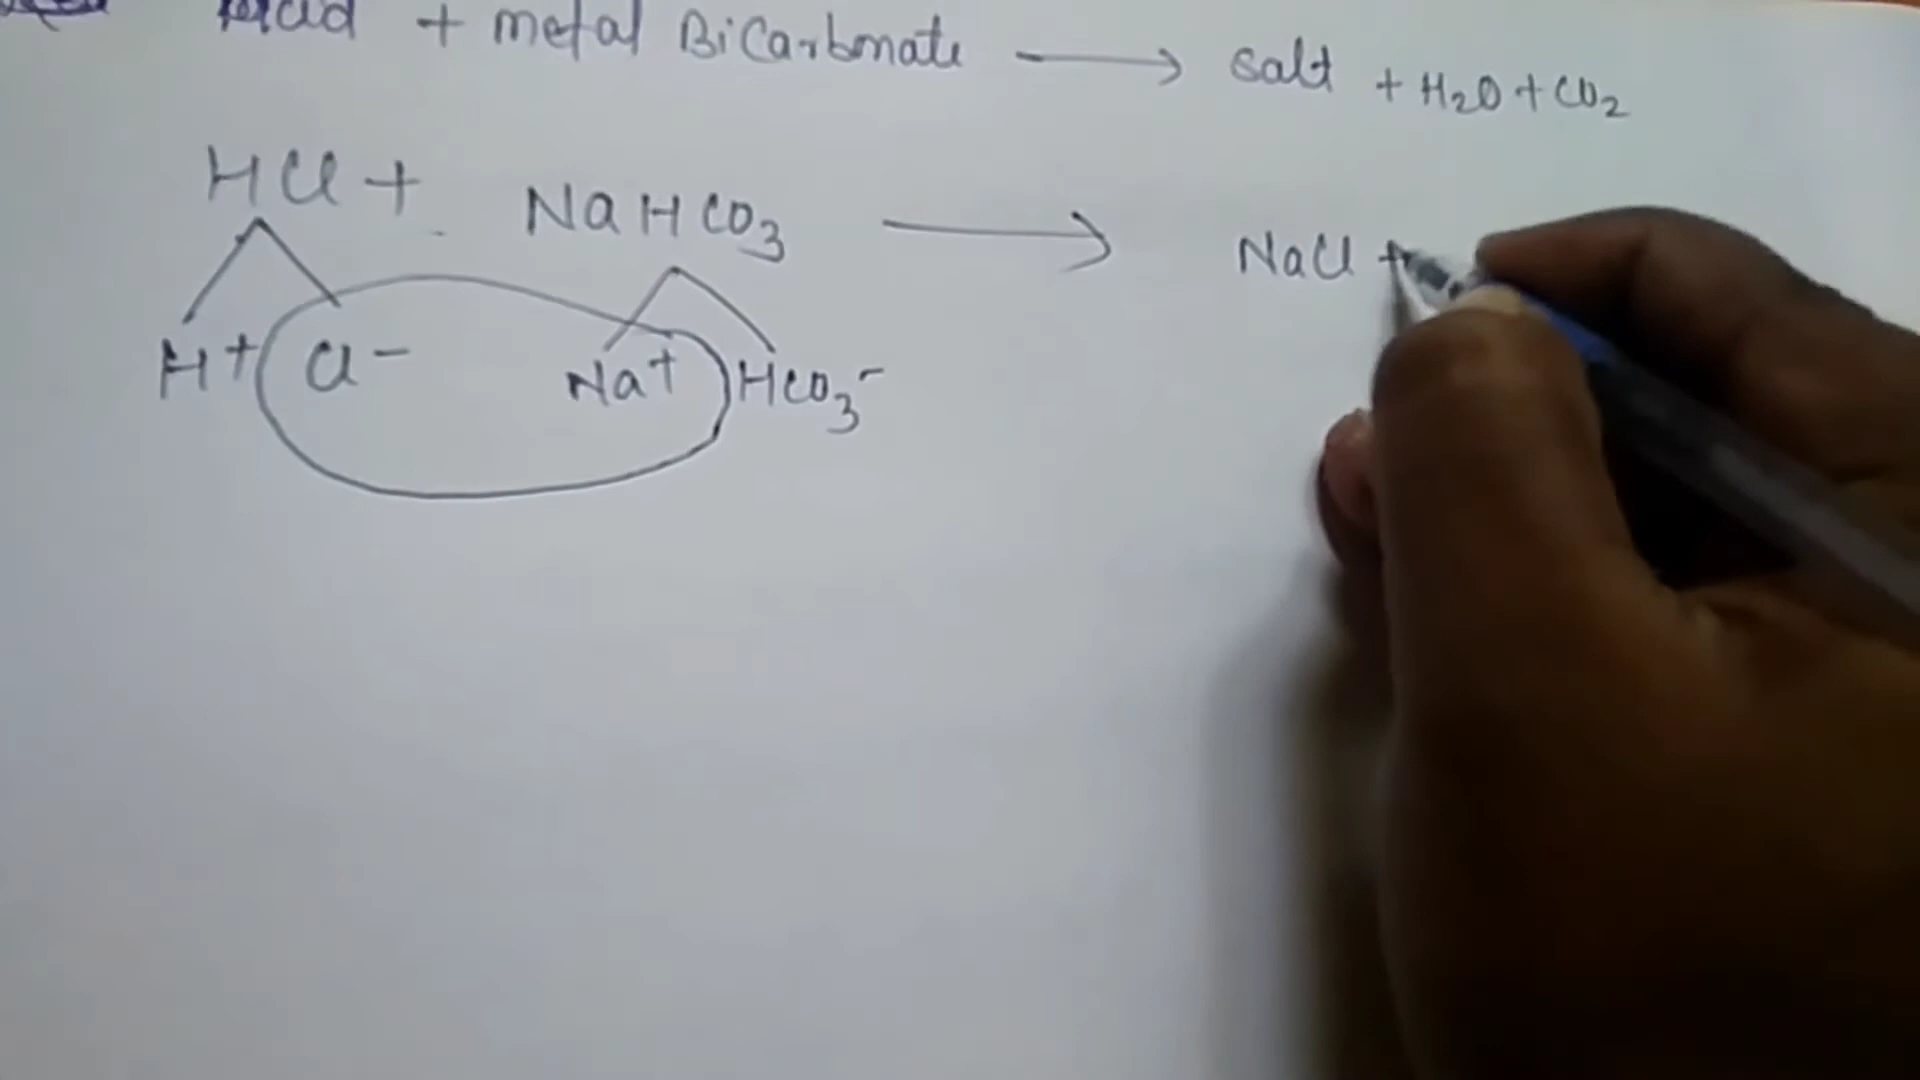 Acid + metal BiCarbonate → salt + H2O + CO2
HCl + NaHCO3 → NaCl +
H+ Cl- Na+ HCO3-